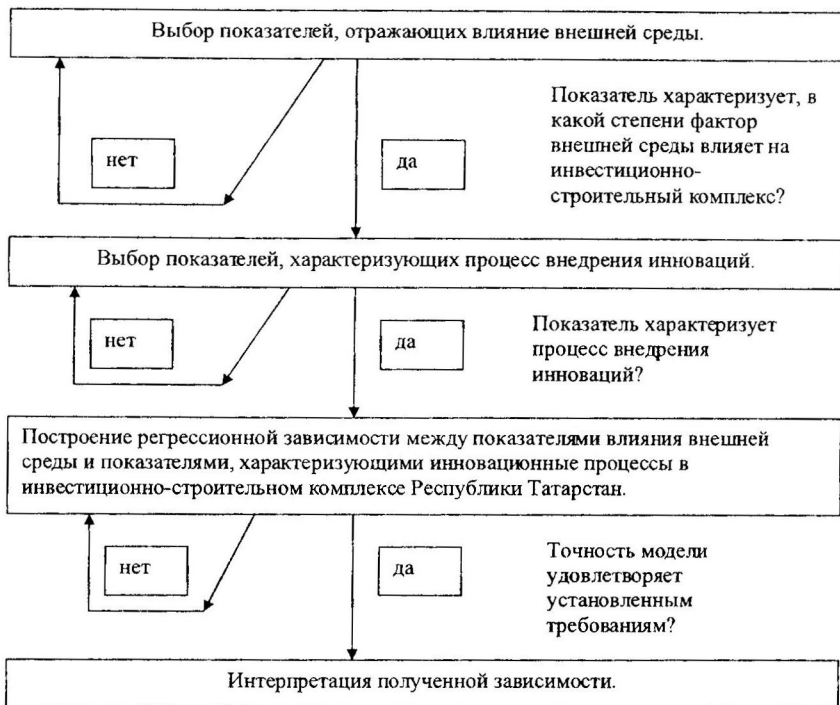 Выбор показателей, отражающих влияние внешней среды.
Показатель характеризует, в
какой степени фактор
внешней среды влияет на
инвестиционно-
строительный комплекс?
нет
да
Выбор показателей, характеризующих процесс внедрения инноваций.
Показатель характеризует
процесс внедрения
инноваций?
нет
да
Построение регрессионной зависимости между показателями влияния внешней
среды и показателями, характеризующими инновационные процессы в
инвестиционно-строительном комплексе Республики Татарстан.
Точность модели
удовлетворяет
установленным
требованиям?
нет
да
Интерпретация полученной зависимости.